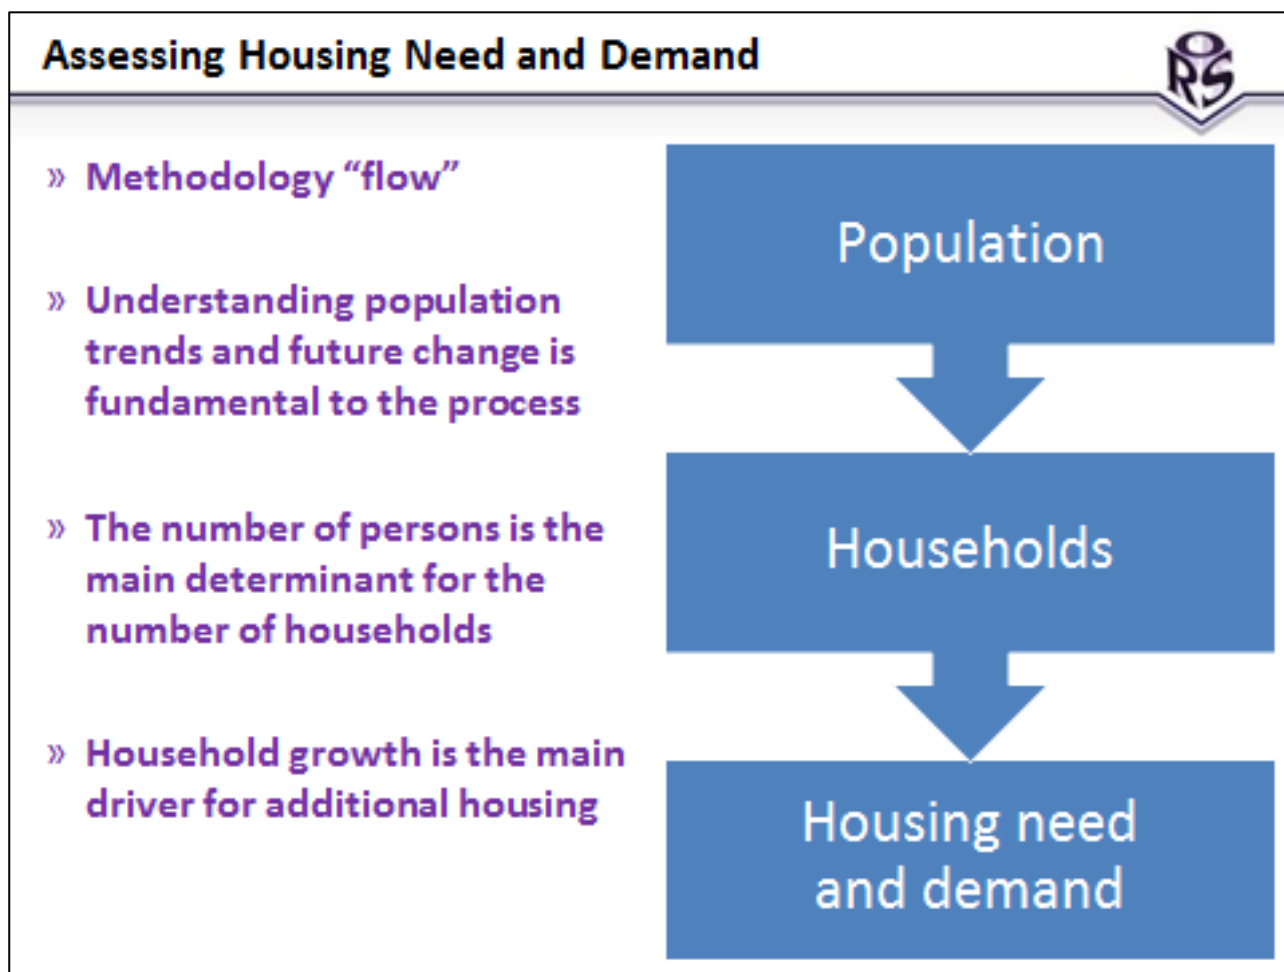 Assessing Housing Need and Demand
ORS
» Methodology “flow”
» Understanding population
trends and future change is
fundamental to the process
» The number of persons is the
main determinant for the
number of households
» Household growth is the main
driver for additional housing
Population
Households
Housing need
and demand